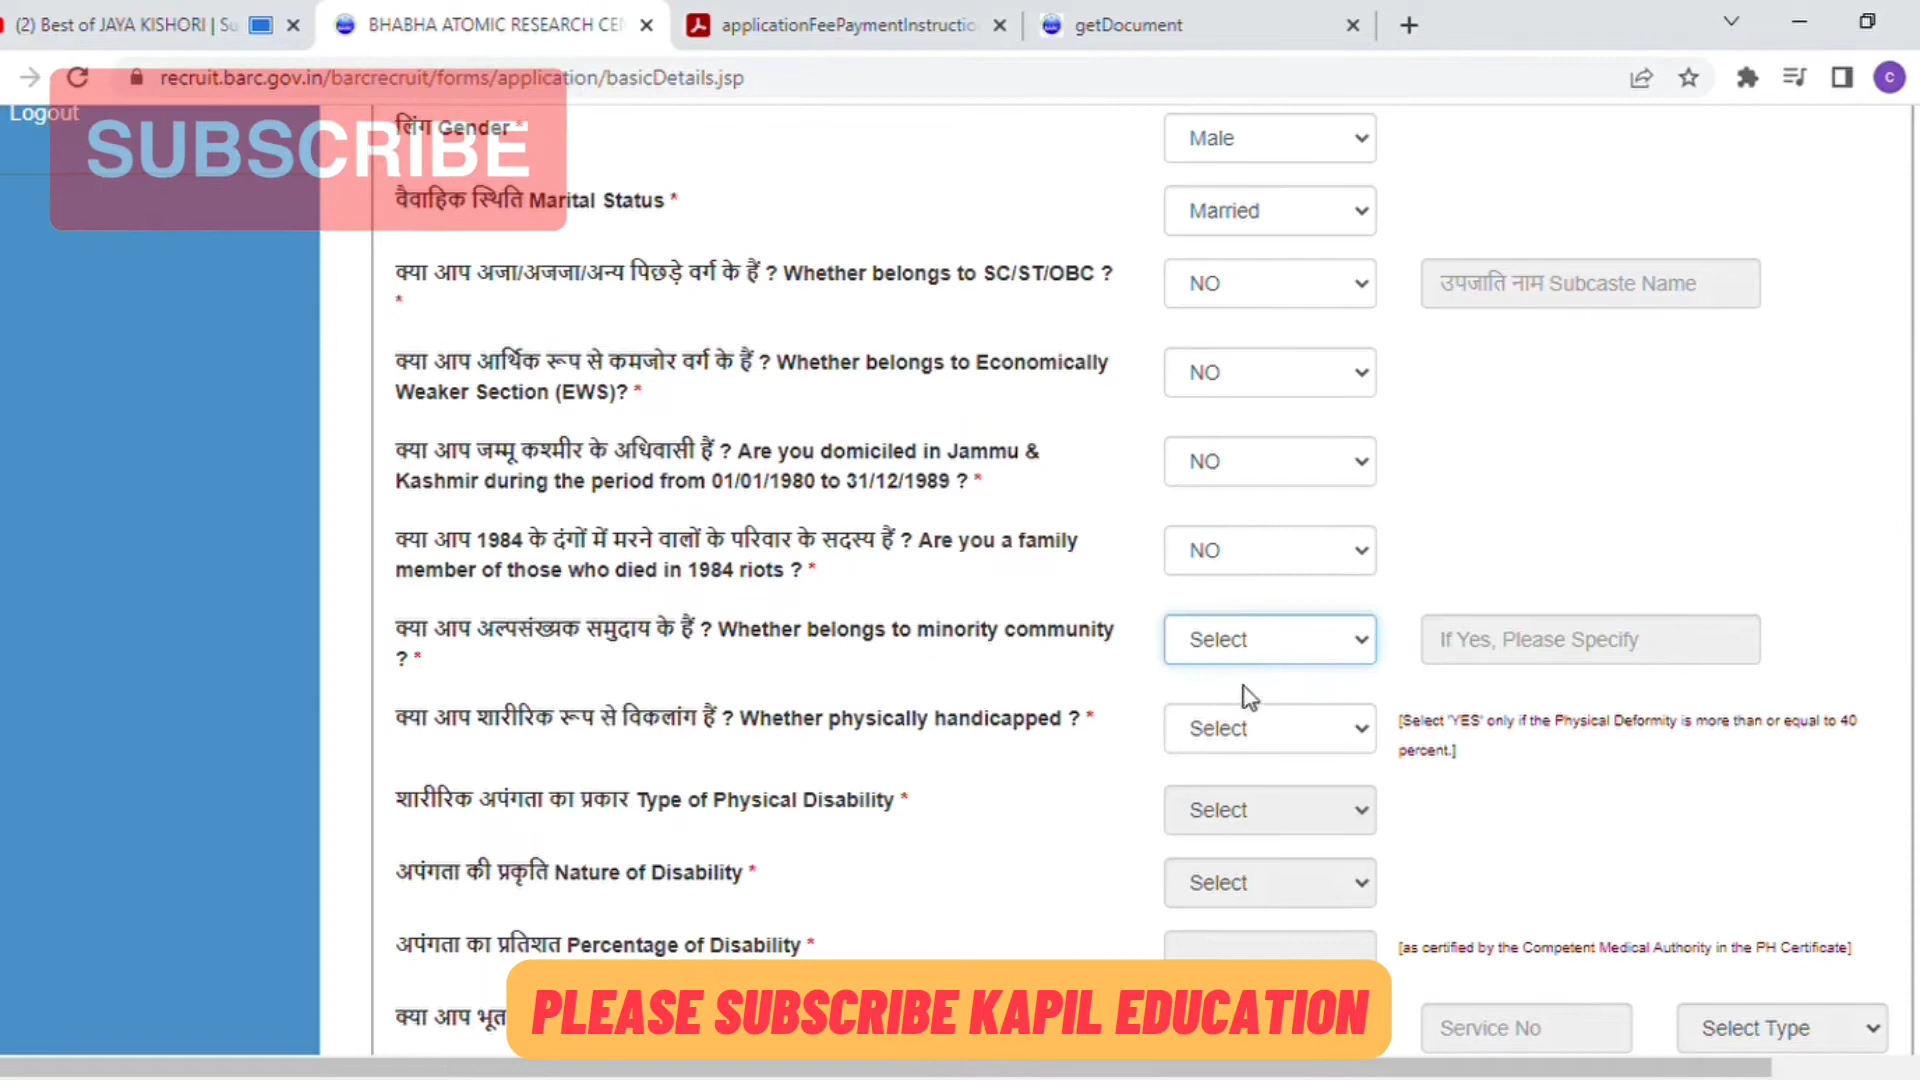 (2) Best of JAYA KISHORI | Su
BHABHA ATOMIC RESEARCH CE
applicationFeePaymentInstructio
getDocument
recruit.barc.gov.in/barcrecruit/forms/application/basicDetails.jsp
c
Logout
SUBSCRIBE
लिंग Gender *
Male
वैवाहिक स्थिति Marital Status *
Married
क्या आप अजा/अजजा/अन्य पिछड़े वर्ग के हैं ? Whether belongs to SC/ST/OBC ?
*
NO
उपजाति नाम Subcaste Name
क्या आप आर्थिक रूप से कमजोर वर्ग के हैं ? Whether belongs to Economically
Weaker Section (EWS)? *
NO
क्या आप जम्मू कश्मीर के अधिवासी हैं ? Are you domiciled in Jammu &
Kashmir during the period from 01/01/1980 to 31/12/1989 ? *
NO
क्या आप 1984 के दंगों में मरने वालों के परिवार के सदस्य हैं ? Are you a family
member of those who died in 1984 riots ? *
NO
क्या आप अल्पसंख्यक समुदाय के हैं ? Whether belongs to minority community
? *
Select
If Yes, Please Specify
क्या आप शारीरिक रूप से विकलांग हैं ? Whether physically handicapped ? *
Select
[Select 'YES' only if the Physical Deformity is more than or equal to 40
percent.]
शारीरिक अपंगता का प्रकार Type of Physical Disability *
Select
अपंगता की प्रकृति Nature of Disability *
Select
अपंगता का प्रतिशत Percentage of Disability *
[as certified by the Competent Medical Authority in the PH Certificate]
क्या आप भूत
Service No
Select Type
PLEASE SUBSCRIBE KAPIL EDUCATION